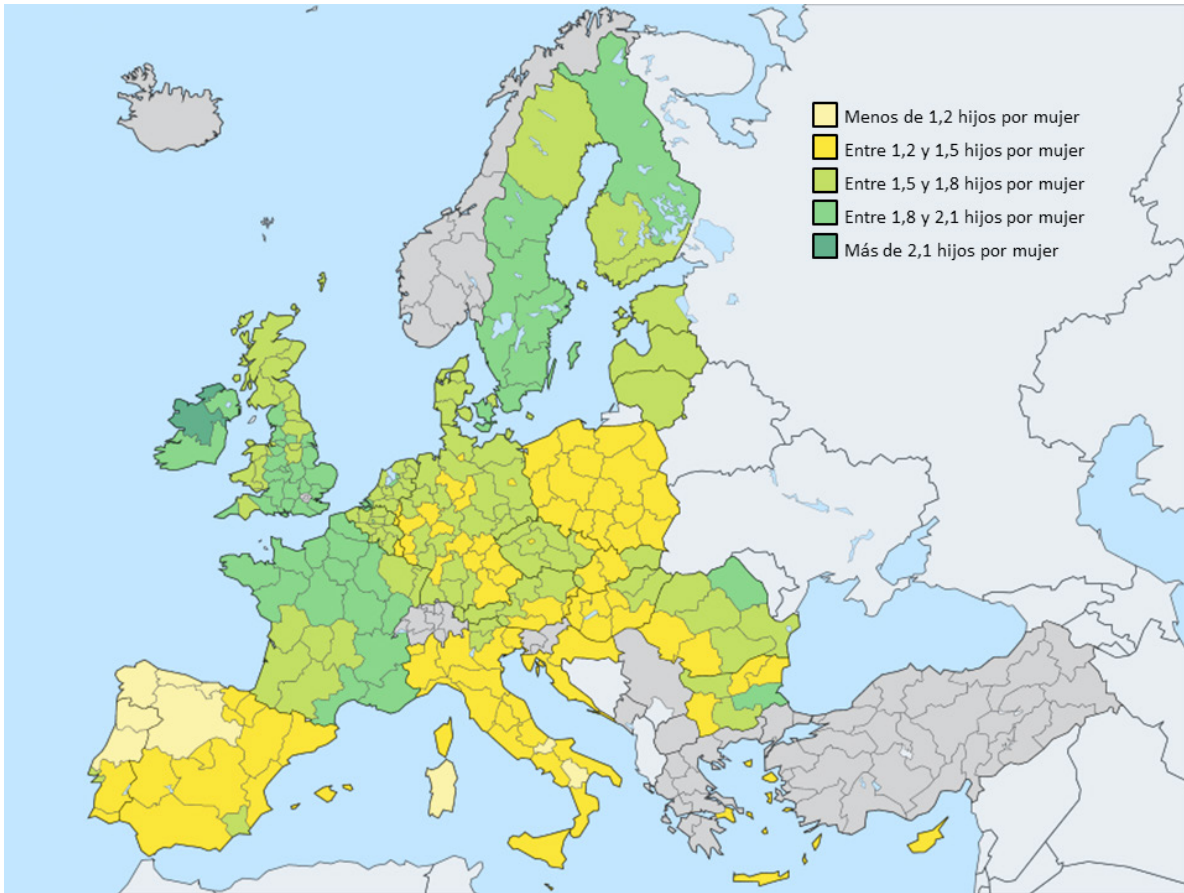 Menos de 1,2 hijos por mujer
Entre 1,2 y 1,5 hijos por mujer
Entre 1,5 y 1,8 hijos por mujer
Entre 1,8 y 2,1 hijos por mujer
Más de 2,1 hijos por mujer